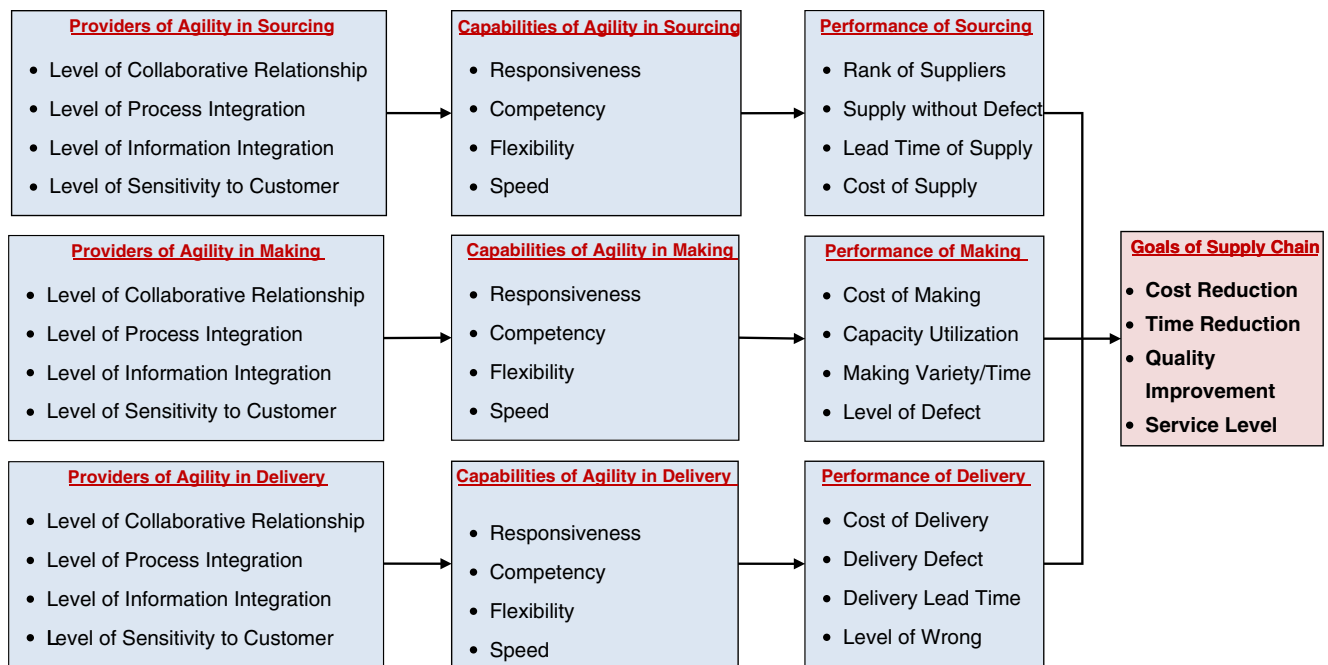 Providers of Agility in Sourcing
• Level of Collaborative Relationship
• Level of Process Integration
• Level of Information Integration
• Level of Sensitivity to Customer
Capabilities of Agility in Sourcing
• Responsiveness
• Competency
• Flexibility
• Speed
Performance of Sourcing
• Rank of Suppliers
• Supply without Defect
• Lead Time of Supply
• Cost of Supply
Providers of Agility in Making
• Level of Collaborative Relationship
• Level of Process Integration
• Level of Information Integration
• Level of Sensitivity to Customer
Capabilities of Agility in Making
• Responsiveness
• Competency
• Flexibility
• Speed
Performance of Making
• Cost of Making
• Capacity Utilization
• Making Variety/Time
• Level of Defect
Providers of Agility in Delivery
• Level of Collaborative Relationship
• Level of Process Integration
• Level of Information Integration
• Level of Sensitivity to Customer
Capabilities of Agility in Delivery
• Responsiveness
• Competency
• Flexibility
• Speed
Performance of Delivery
• Cost of Delivery
• Delivery Defect
• Delivery Lead Time
• Level of Wrong
Goals of Supply Chain
• Cost Reduction
• Time Reduction
• Quality
Improvement
• Service Level